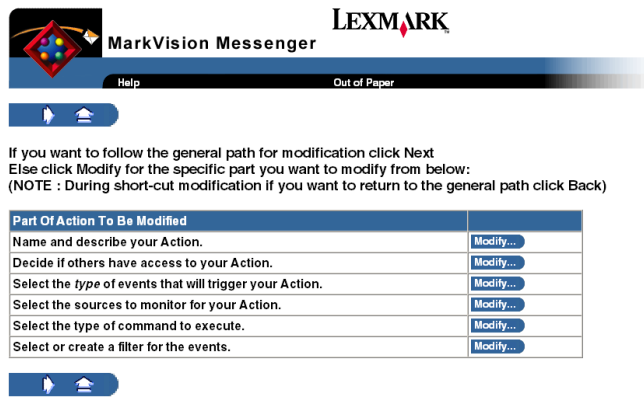 LEXMARK
MarkVision Messenger
Help Out of Paper
If you want to follow the general path for modification click Next
Else click Modify for the specific part you want to modify from below:
(NOTE : During short-cut modification if you want to return to the general path click Back)
Part Of Action To Be Modified
Name and describe your Action. Modify...
Decide if others have access to your Action. Modify...
Select the type of events that will trigger your Action. Modify...
Select the sources to monitor for your Action. Modify...
Select the type of command to execute. Modify...
Select or create a filter for the events. Modify...